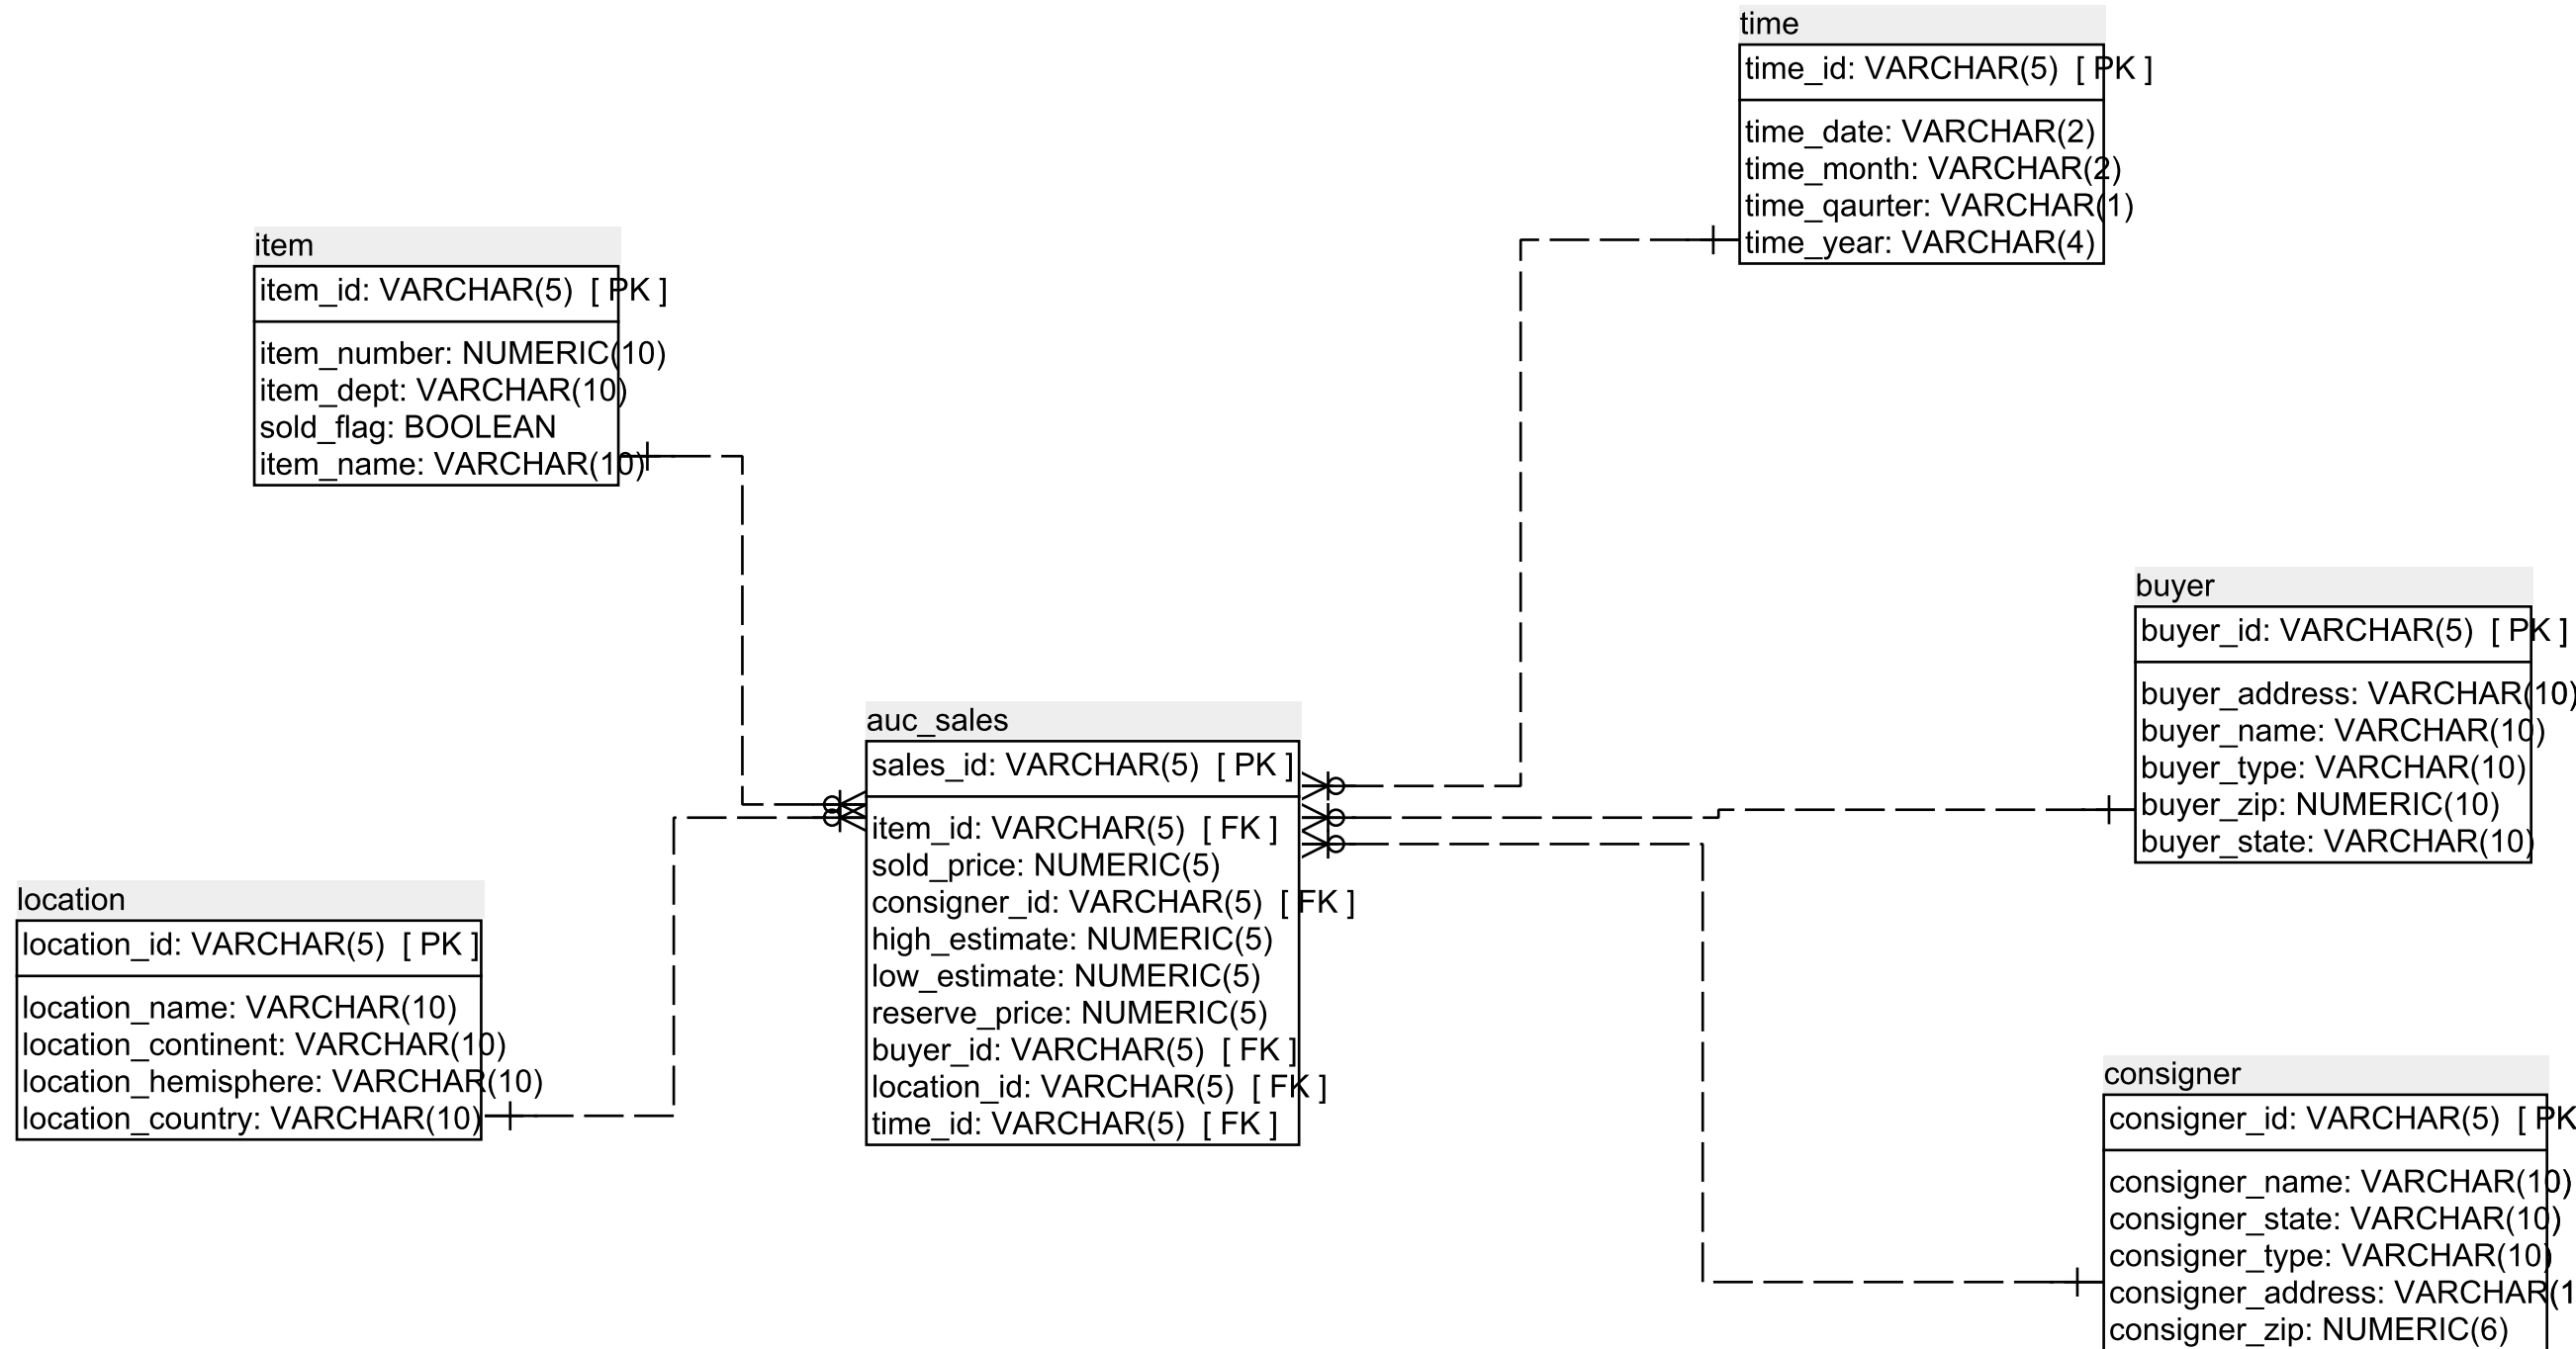 time
time_id: VARCHAR(5) [ PK ]
time_date: VARCHAR(2)
time_month: VARCHAR(2)
time_qaurter: VARCHAR(1)
time_year: VARCHAR(4)
item
item_id: VARCHAR(5) [ PK ]
item_number: NUMERIC(10)
item_dept: VARCHAR(10)
sold_flag: BOOLEAN
item_name: VARCHAR(10)
buyer
buyer_id: VARCHAR(5) [ PK ]
buyer_address: VARCHAR(10)
buyer_name: VARCHAR(10)
buyer_type: VARCHAR(10)
buyer_zip: NUMERIC(10)
buyer_state: VARCHAR(10)
auc_sales
sales_id: VARCHAR(5) [ PK ]
item_id: VARCHAR(5) [ FK ]
sold_price: NUMERIC(5)
consigner_id: VARCHAR(5) [ FK ]
high_estimate: NUMERIC(5)
low_estimate: NUMERIC(5)
reserve_price: NUMERIC(5)
buyer_id: VARCHAR(5) [ FK ]
location_id: VARCHAR(5) [ FK ]
time_id: VARCHAR(5) [ FK ]
location
location_id: VARCHAR(5) [ PK ]
location_name: VARCHAR(10)
location_continent: VARCHAR(10)
location_hemisphere: VARCHAR(10)
location_country: VARCHAR(10)
consigner
consigner_id: VARCHAR(5) [ PK
consigner_name: VARCHAR(10)
consigner_state: VARCHAR(10)
consigner_type: VARCHAR(10)
consigner_address: VARCHAR(1
consigner_zip: NUMERIC(6)